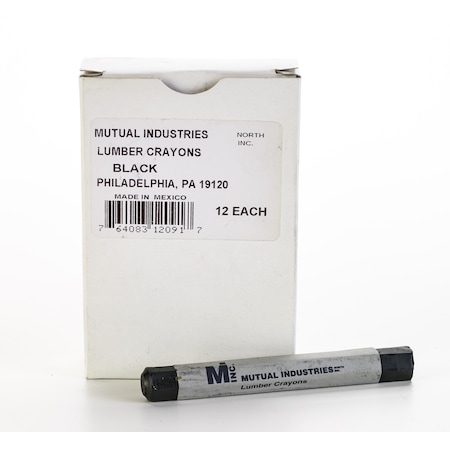 MUTUAL INDUSTRIES NORTH INC.
LUMBER CRAYONS
BLACK
PHILADELPHIA, PA 19120
MADE IN MEXICO
12 EACH
7 64083 12091 7
M INC.
MUTUAL INDUSTRIES
Lumber Crayons